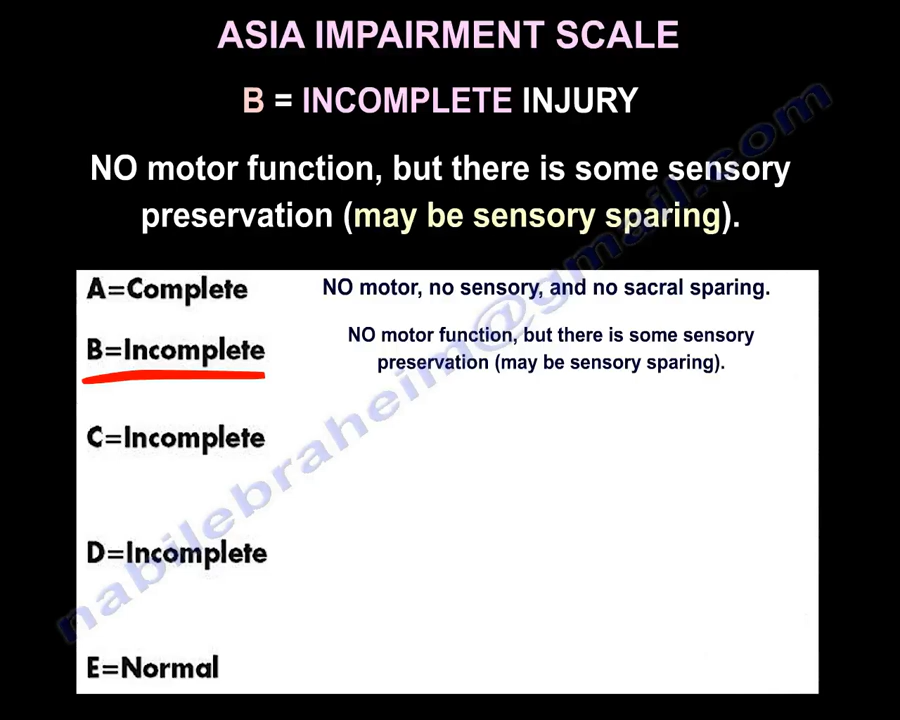 ASIA IMPAIRMENT SCALE
B = INCOMPLETE INJURY
NO motor function, but there is some sensory
preservation (may be sensory sparing).
A=Complete NO motor, no sensory, and no sacral sparing.
B=Incomplete NO motor function, but there is some sensory
preservation (may be sensory sparing).
C=Incomplete
D=Incomplete
E=Normal
nabilebraheim@gmail.com